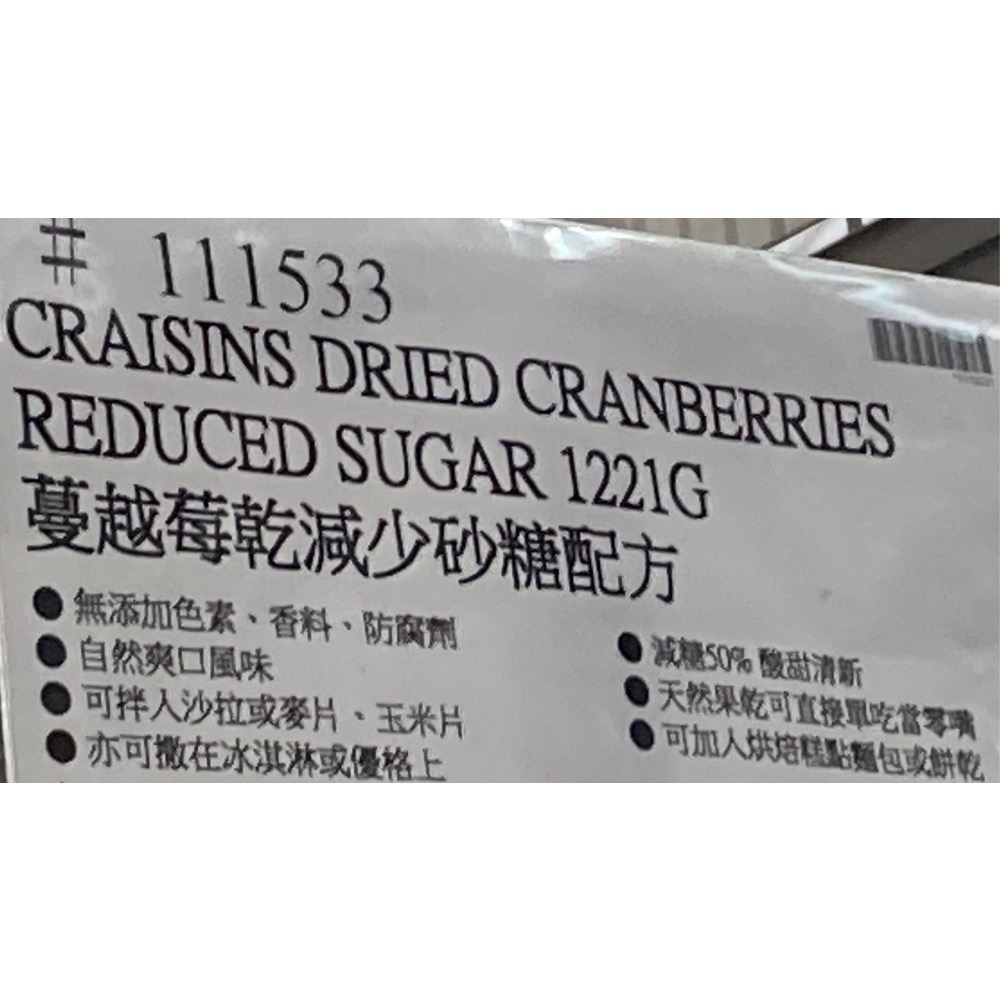 # 111533
CRAISINS DRIED CRANBERRIES
REDUCED SUGAR 1221G
蔓越莓乾減少砂糖配方
●無添加色素、香料、防腐劑
●自然爽口風味
●可拌入沙拉或麥片、玉米片
●亦可撒在冰淇淋或優格上
●減糖50% 酸甜清新
●天然果乾可直接單吃當零嘴
●可加入烘焙糕點麵包或餅乾